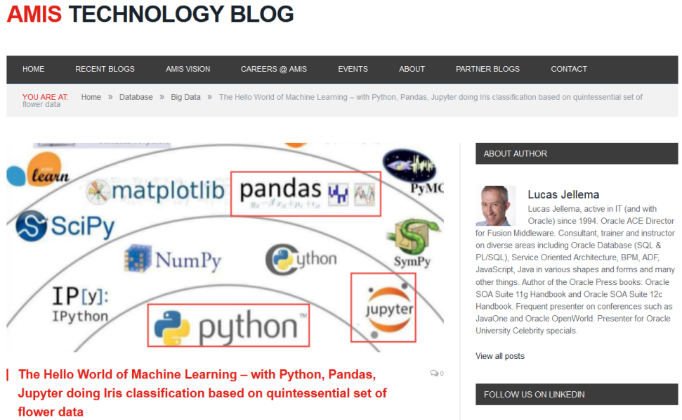 AMIS TECHNOLOGY BLOG
HOME RECENT BLOGS AMIS VISION CAREERS @ AMIS EVENTS ABOUT PARTNER BLOGS CONTACT
YOU ARE AT: Home » Database » Big Data » The Hello World of Machine Learning – with Python, Pandas, Jupyter doing Iris classification based on quintessential set of
flower data
learn
matplotlib
pandas
PyMC
SciPy
NumPy
Cython
SymPy
IP[y]:
IPython
python™
jupyter
The Hello World of Machine Learning – with Python, Pandas,
Jupyter doing Iris classification based on quintessential set of
flower data
0
ABOUT AUTHOR
Lucas Jellema
Lucas Jellema, active in IT (and with
Oracle) since 1994. Oracle ACE Director
for Fusion Middleware. Consultant, trainer and instructor
on diverse areas including Oracle Database (SQL &
PL/SQL), Service Oriented Architecture, BPM, ADF,
JavaScript, Java in various shapes and forms and many
other things. Author of the Oracle Press books: Oracle
SOA Suite 11g Handbook and Oracle SOA Suite 12c
Handbook. Frequent presenter on conferences such as
JavaOne and Oracle OpenWorld. Presenter for Oracle
University Celebrity specials.
View all posts
FOLLOW US ON LINKEDIN